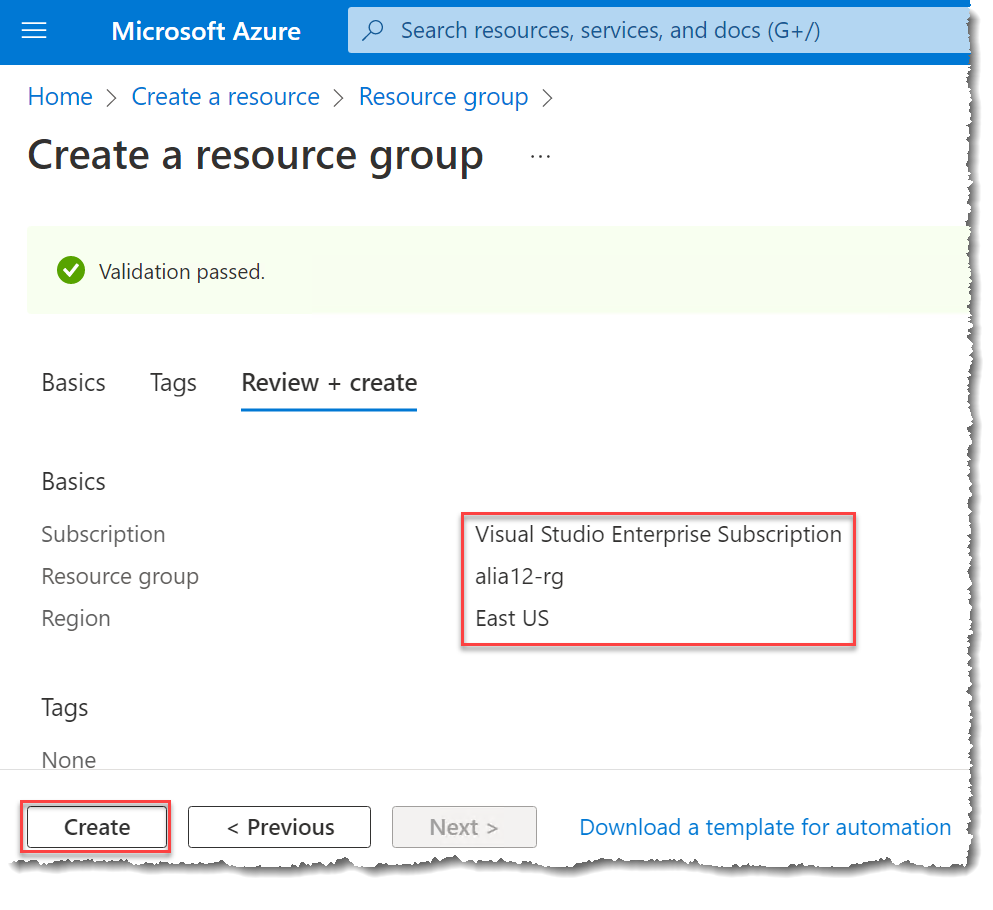 Microsoft Azure
Search resources, services, and docs (G+/)
Home > Create a resource > Resource group >
Create a resource group ...
Validation passed.
Basics Tags Review + create
Basics
Subscription Visual Studio Enterprise Subscription
Resource group alia12-rg
Region East US
Tags
None
Create < Previous Next > Download a template for automation